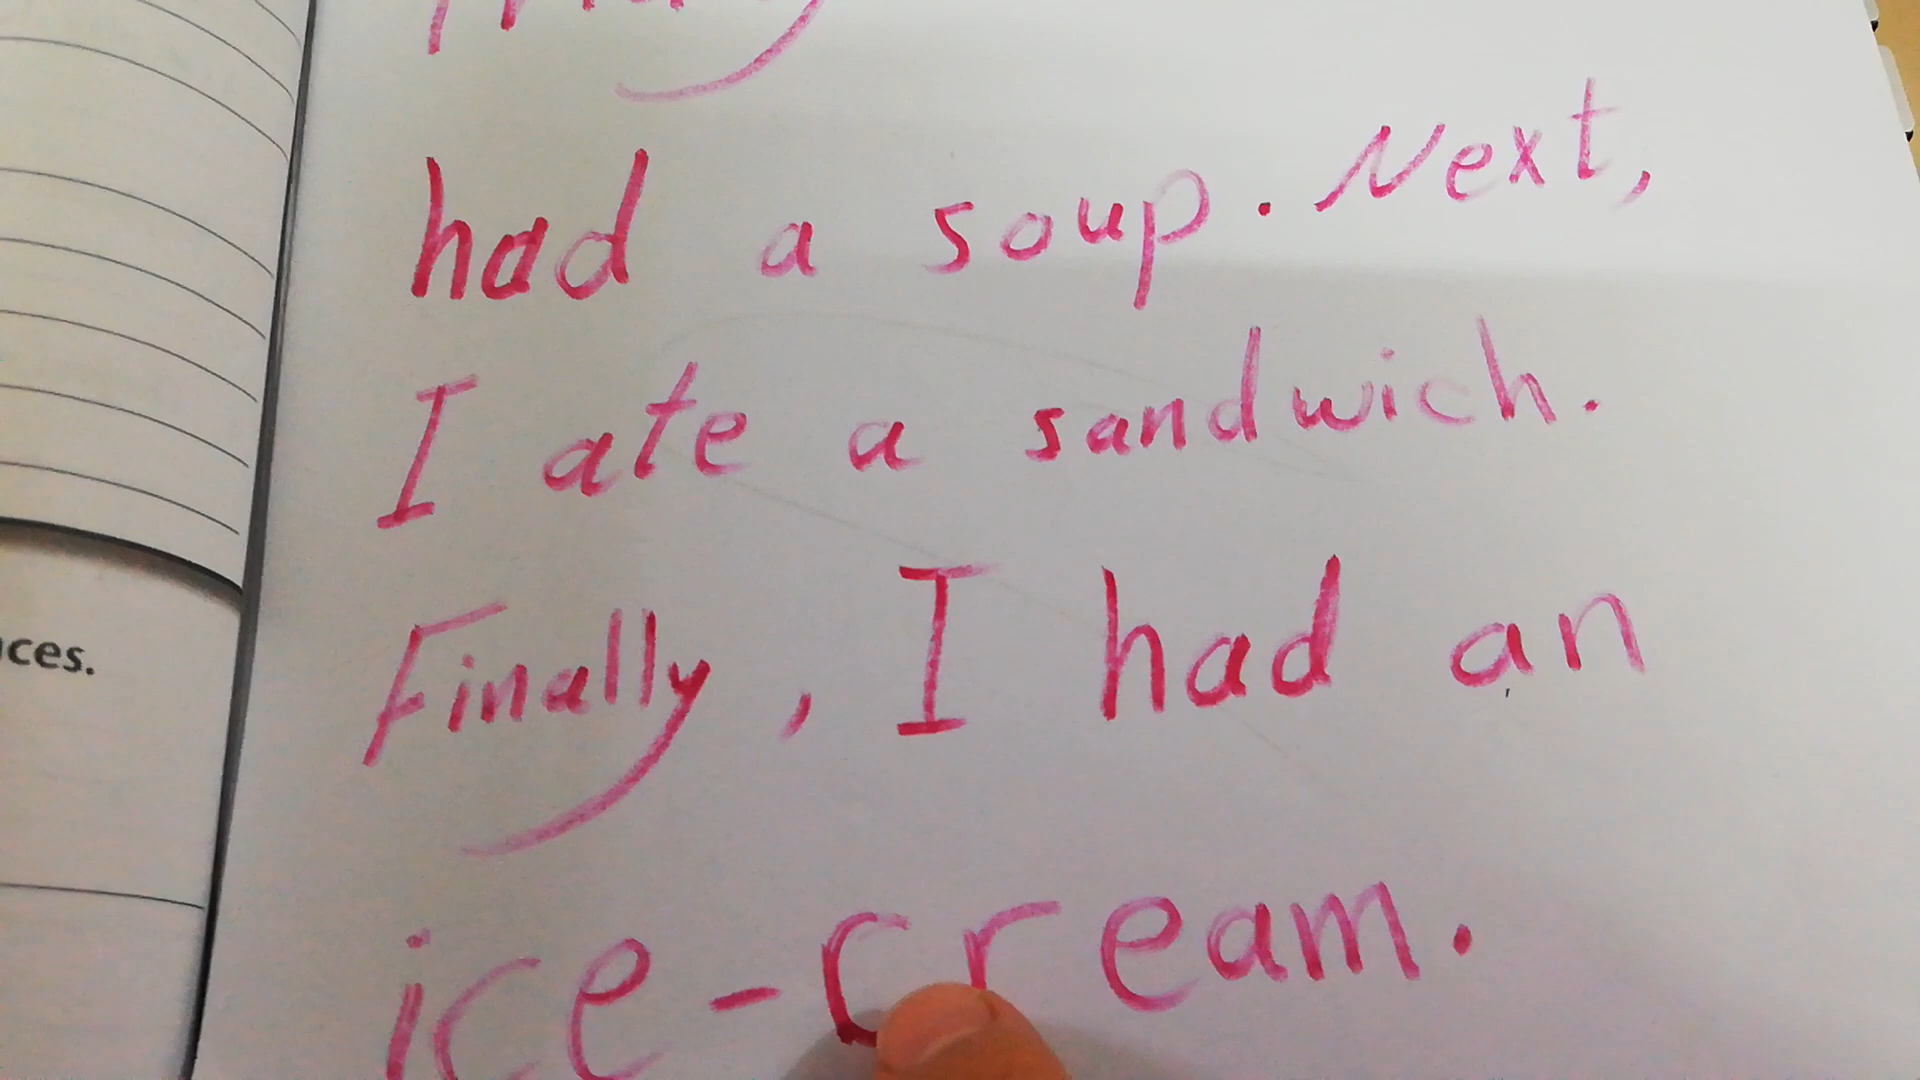 had a soup. Next,
I ate a sandwich.
Finally, I had an
ice-cream.
ces.